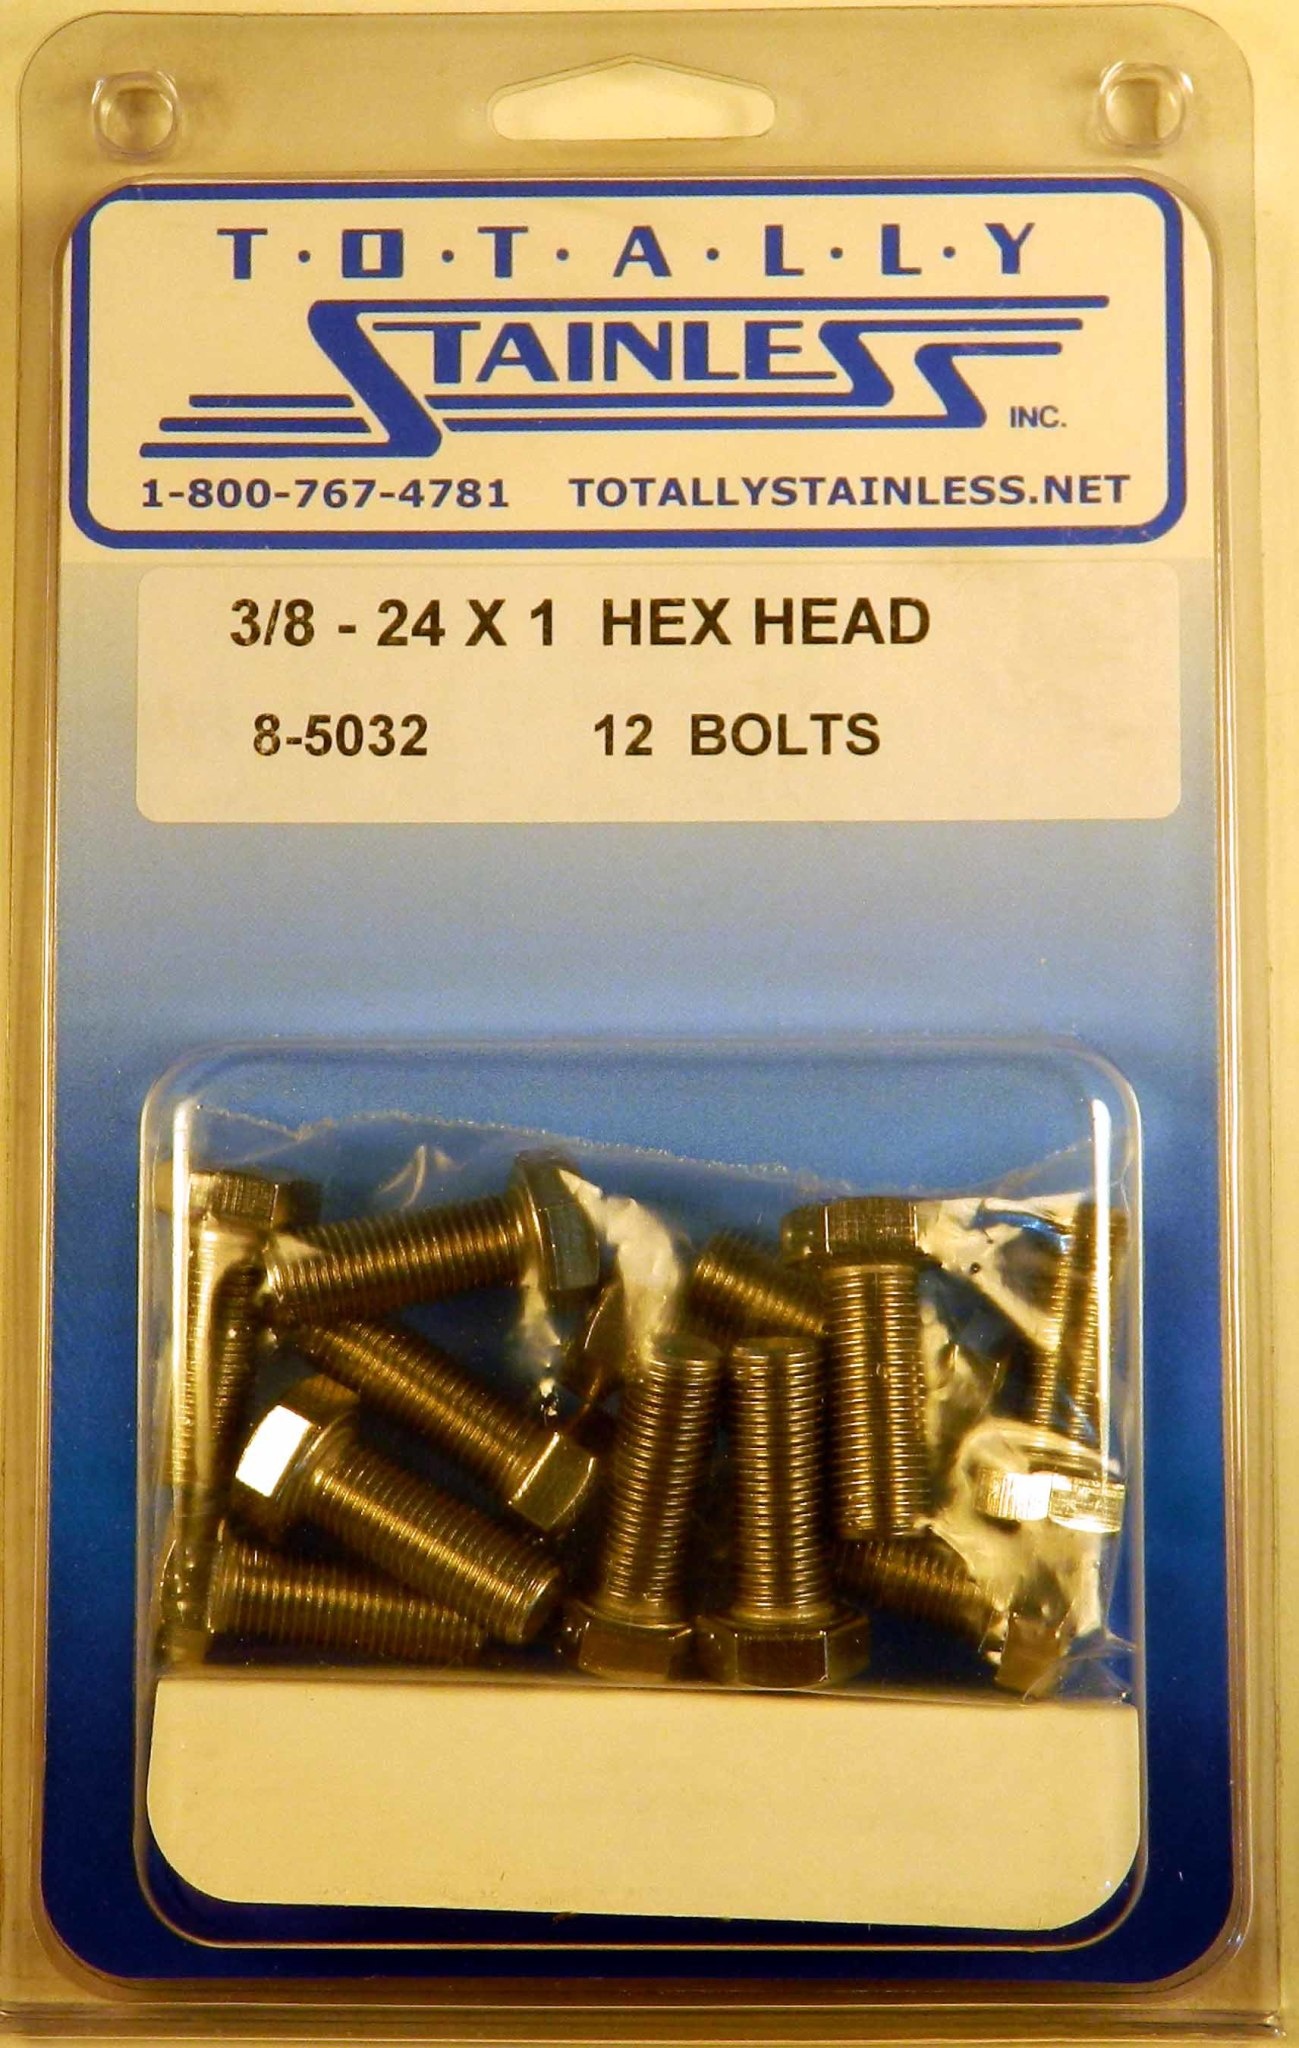 T·O·T·A·L·L·Y
STAINLESS INC.
1-800-767-4781 TOTALLYSTAINLESS.NET
3/8 - 24 X 1 HEX HEAD
8-5032 12 BOLTS